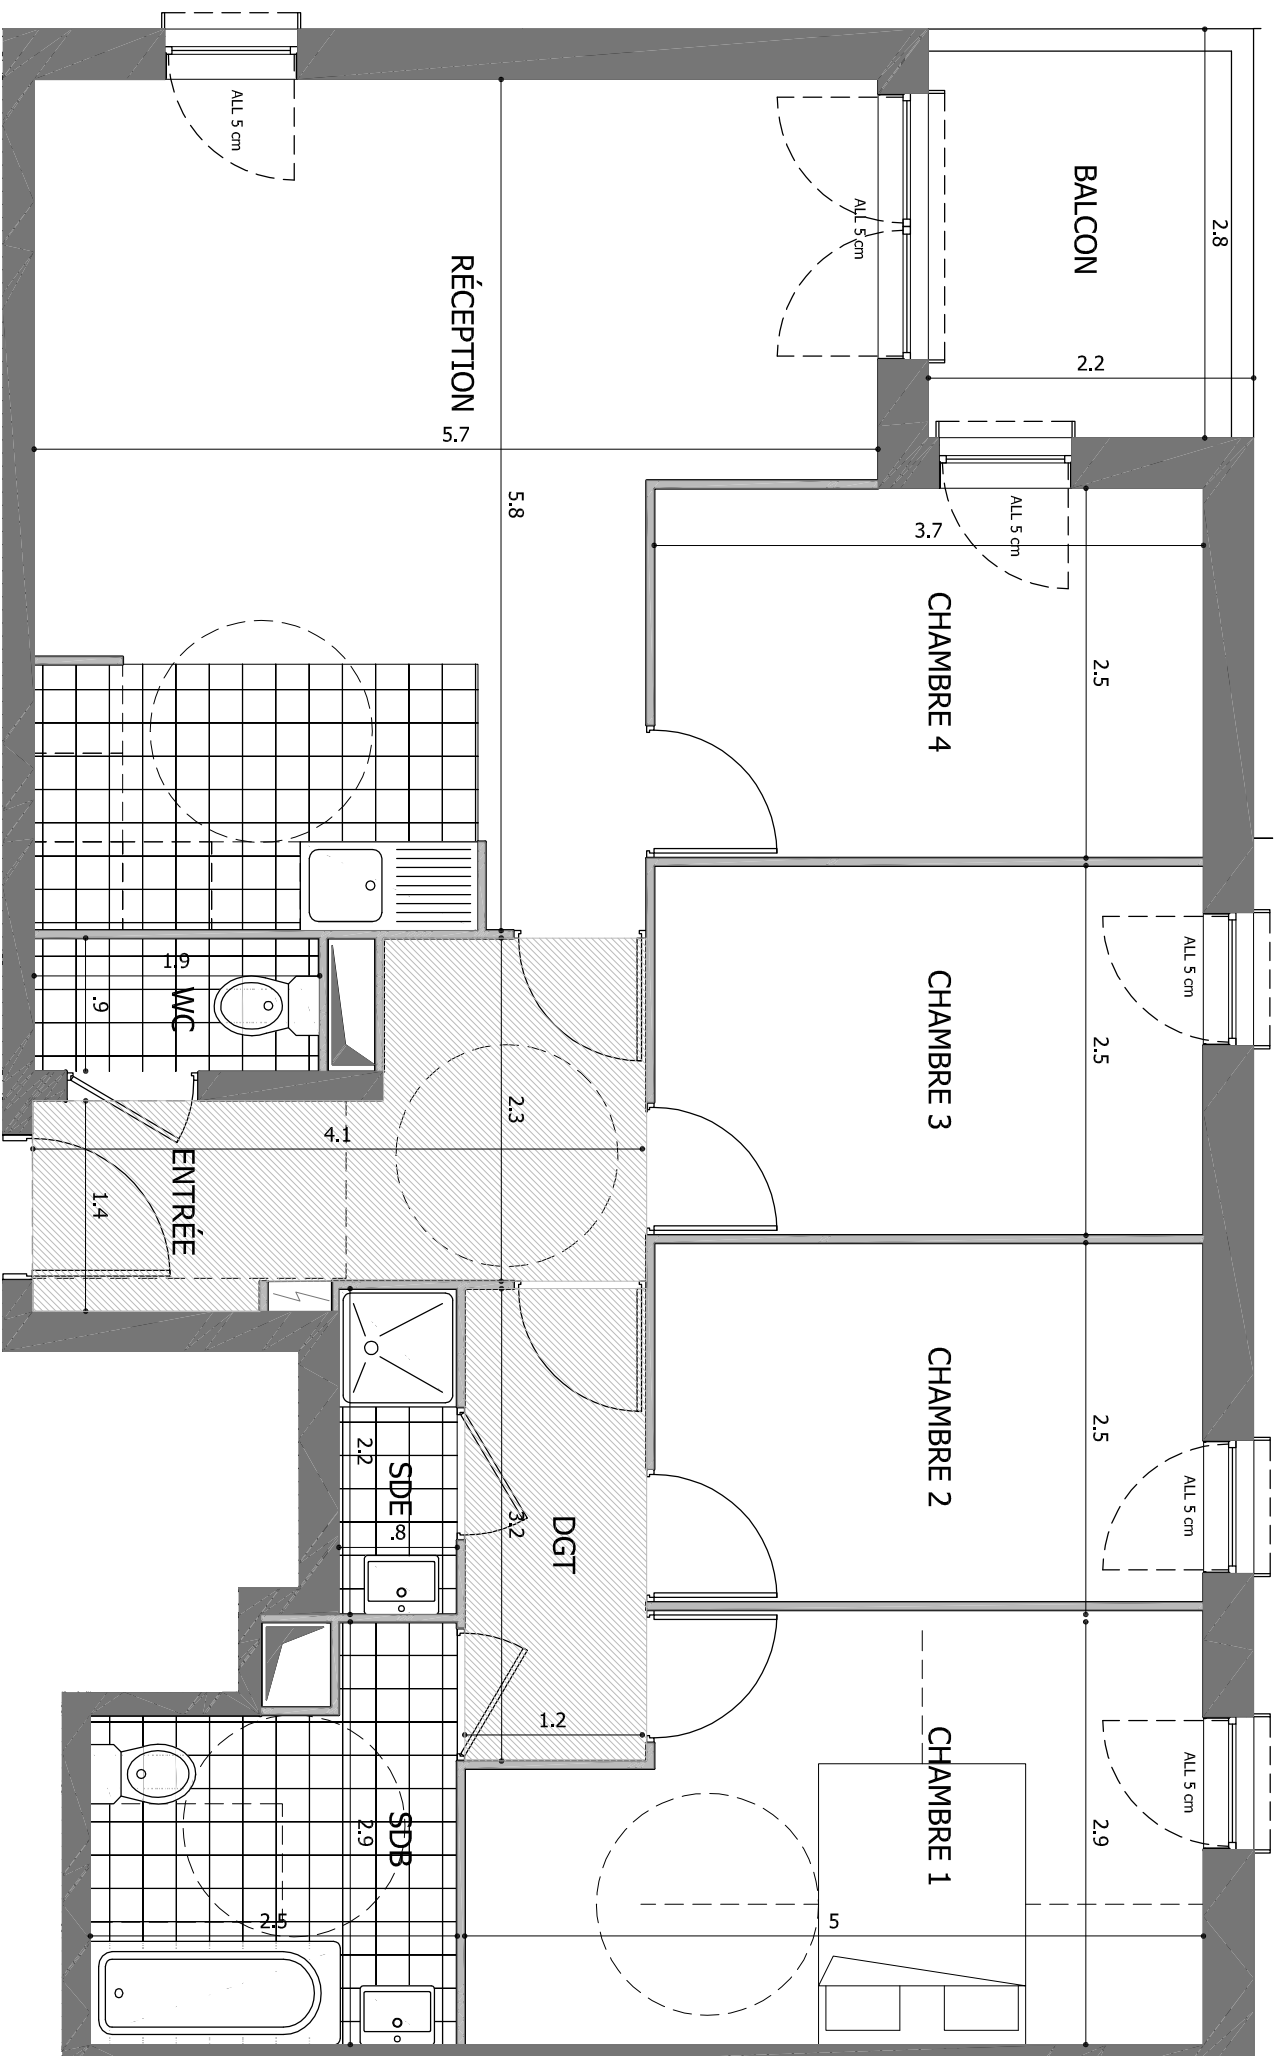 ALL 5 cm
ALL 5 cm
BALCON
2.8
2.2
RÉCEPTION
5.7
5.8
ALL 5 cm
3.7
CHAMBRE 4
2.5
1.9
WC
.9
CHAMBRE 3
2.5
ALL 5 cm
2.3
4.1
ENTRÉE
1.4
CHAMBRE 2
2.5
ALL 5 cm
2.2
SDE
.8
3.2
DGT
1.2
CHAMBRE 1
2.9
ALL 5 cm
SDB
2.9
2.5
5